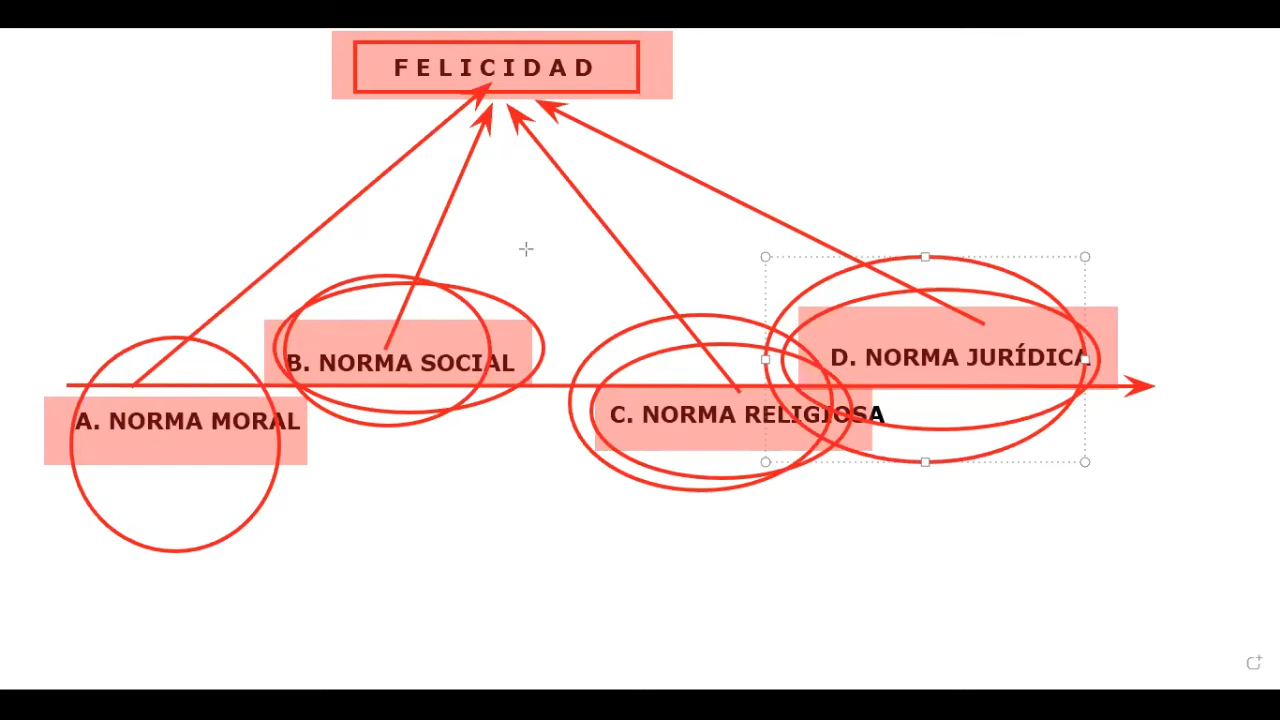 F E L I C I D A D
A. NORMA MORAL
B. NORMA SOCIAL
C. NORMA RELIGIOSA
D. NORMA JURÍDICA